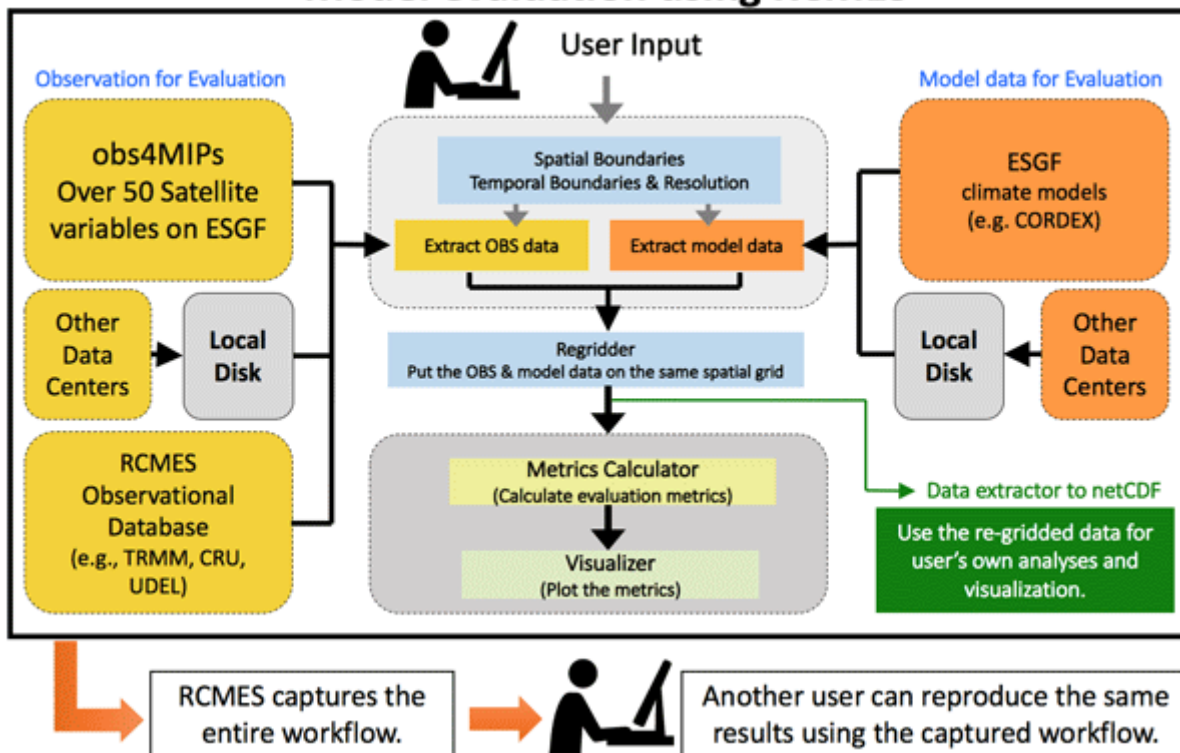 User Input
Observation for Evaluation
Model data for Evaluation
obs4MIPs
Over 50 Satellite
variables on ESGF
Spatial Boundaries
Temporal Boundaries & Resolution
Extract OBS data
Extract model data
ESGF
climate models
(e.g. CORDEX)
Other
Data
Centers
Local
Disk
Regridder
Put the OBS & model data on the same spatial grid
Local
Disk
Other
Data
Centers
RCMES
Observational
Database
(e.g., TRMM, CRU,
UDEL)
Metrics Calculator
(Calculate evaluation metrics)
Visualizer
(Plot the metrics)
Data extractor to netCDF
Use the re-gridded data for
user's own analyses and
visualization.
RCMES captures the
entire workflow.
Another user can reproduce the same
results using the captured workflow.